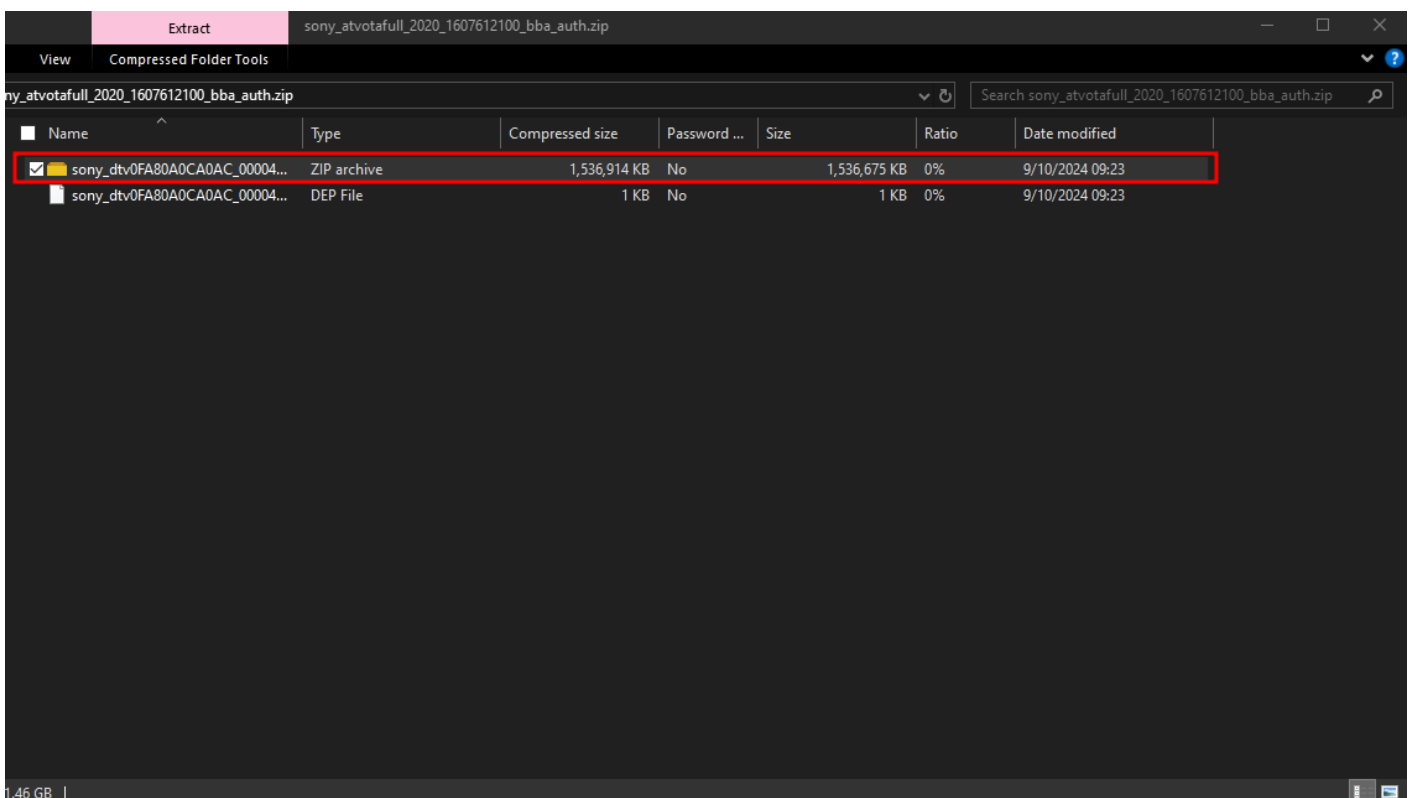 Extract sony_atvotafull_2020_1607612100_bba_auth.zip
View Compressed Folder Tools ?
ny_atvotafull_2020_1607612100_bba_auth.zip Search sony_atvotafull_2020_1607612100_bba_auth.zip
Name Type Compressed size Password ... Size Ratio Date modified
sony_dtv0FA80A0CA0AC_00004... ZIP archive 1,536,914 KB No 1,536,675 KB 0% 9/10/2024 09:23
sony_dtv0FA80A0CA0AC_00004... DEP File 1 KB No 1 KB 0% 9/10/2024 09:23
1.46 GB